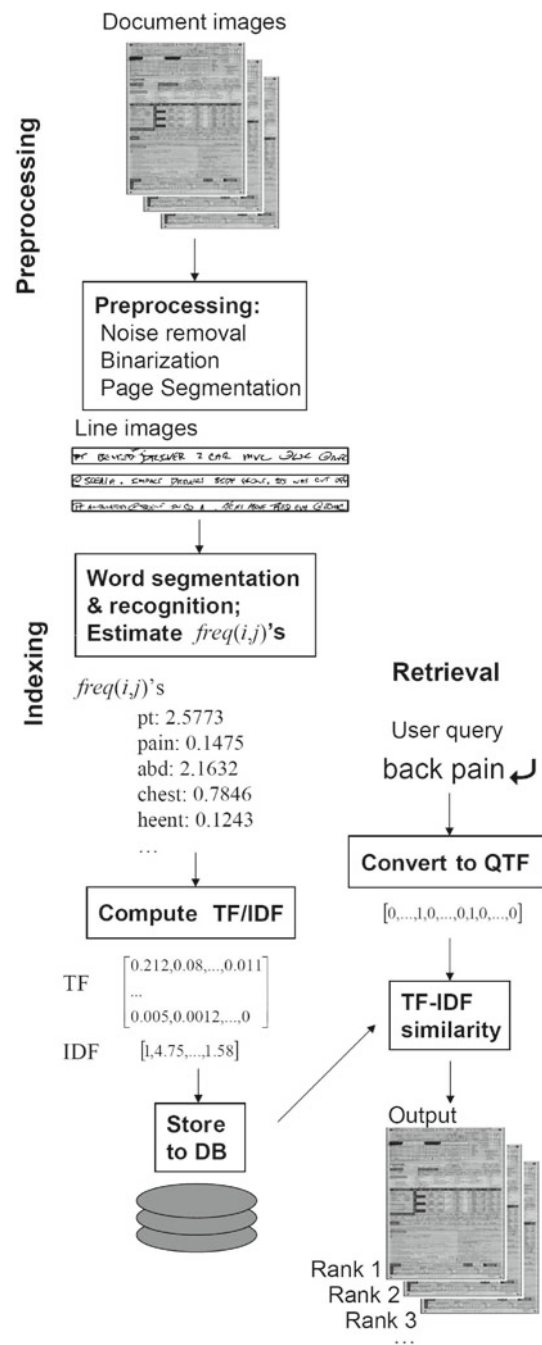 Document images
Preprocessing
Preprocessing:
Noise removal
Binarization
Page Segmentation
Line images
2 CAR MVC
Indexing
Word segmentation
& recognition;
Estimate freq(i,j)'s
freq(i,j)'s
pt: 2.5773
pain: 0.1475
abd: 2.1632
chest: 0.7846
heent: 0.1243
...
Compute TF/IDF
TF
[0.212,0.08,...,0.011
...
0.005,0.0012,...,0]
IDF [1,4.75,...,1.58]
Store
to DB
Retrieval
User query
back pain
Convert to QTF
[0,...,1,0,...,0,1,0,...,0]
TF-IDF
similarity
Output
Rank 1
Rank 2
Rank 3
...